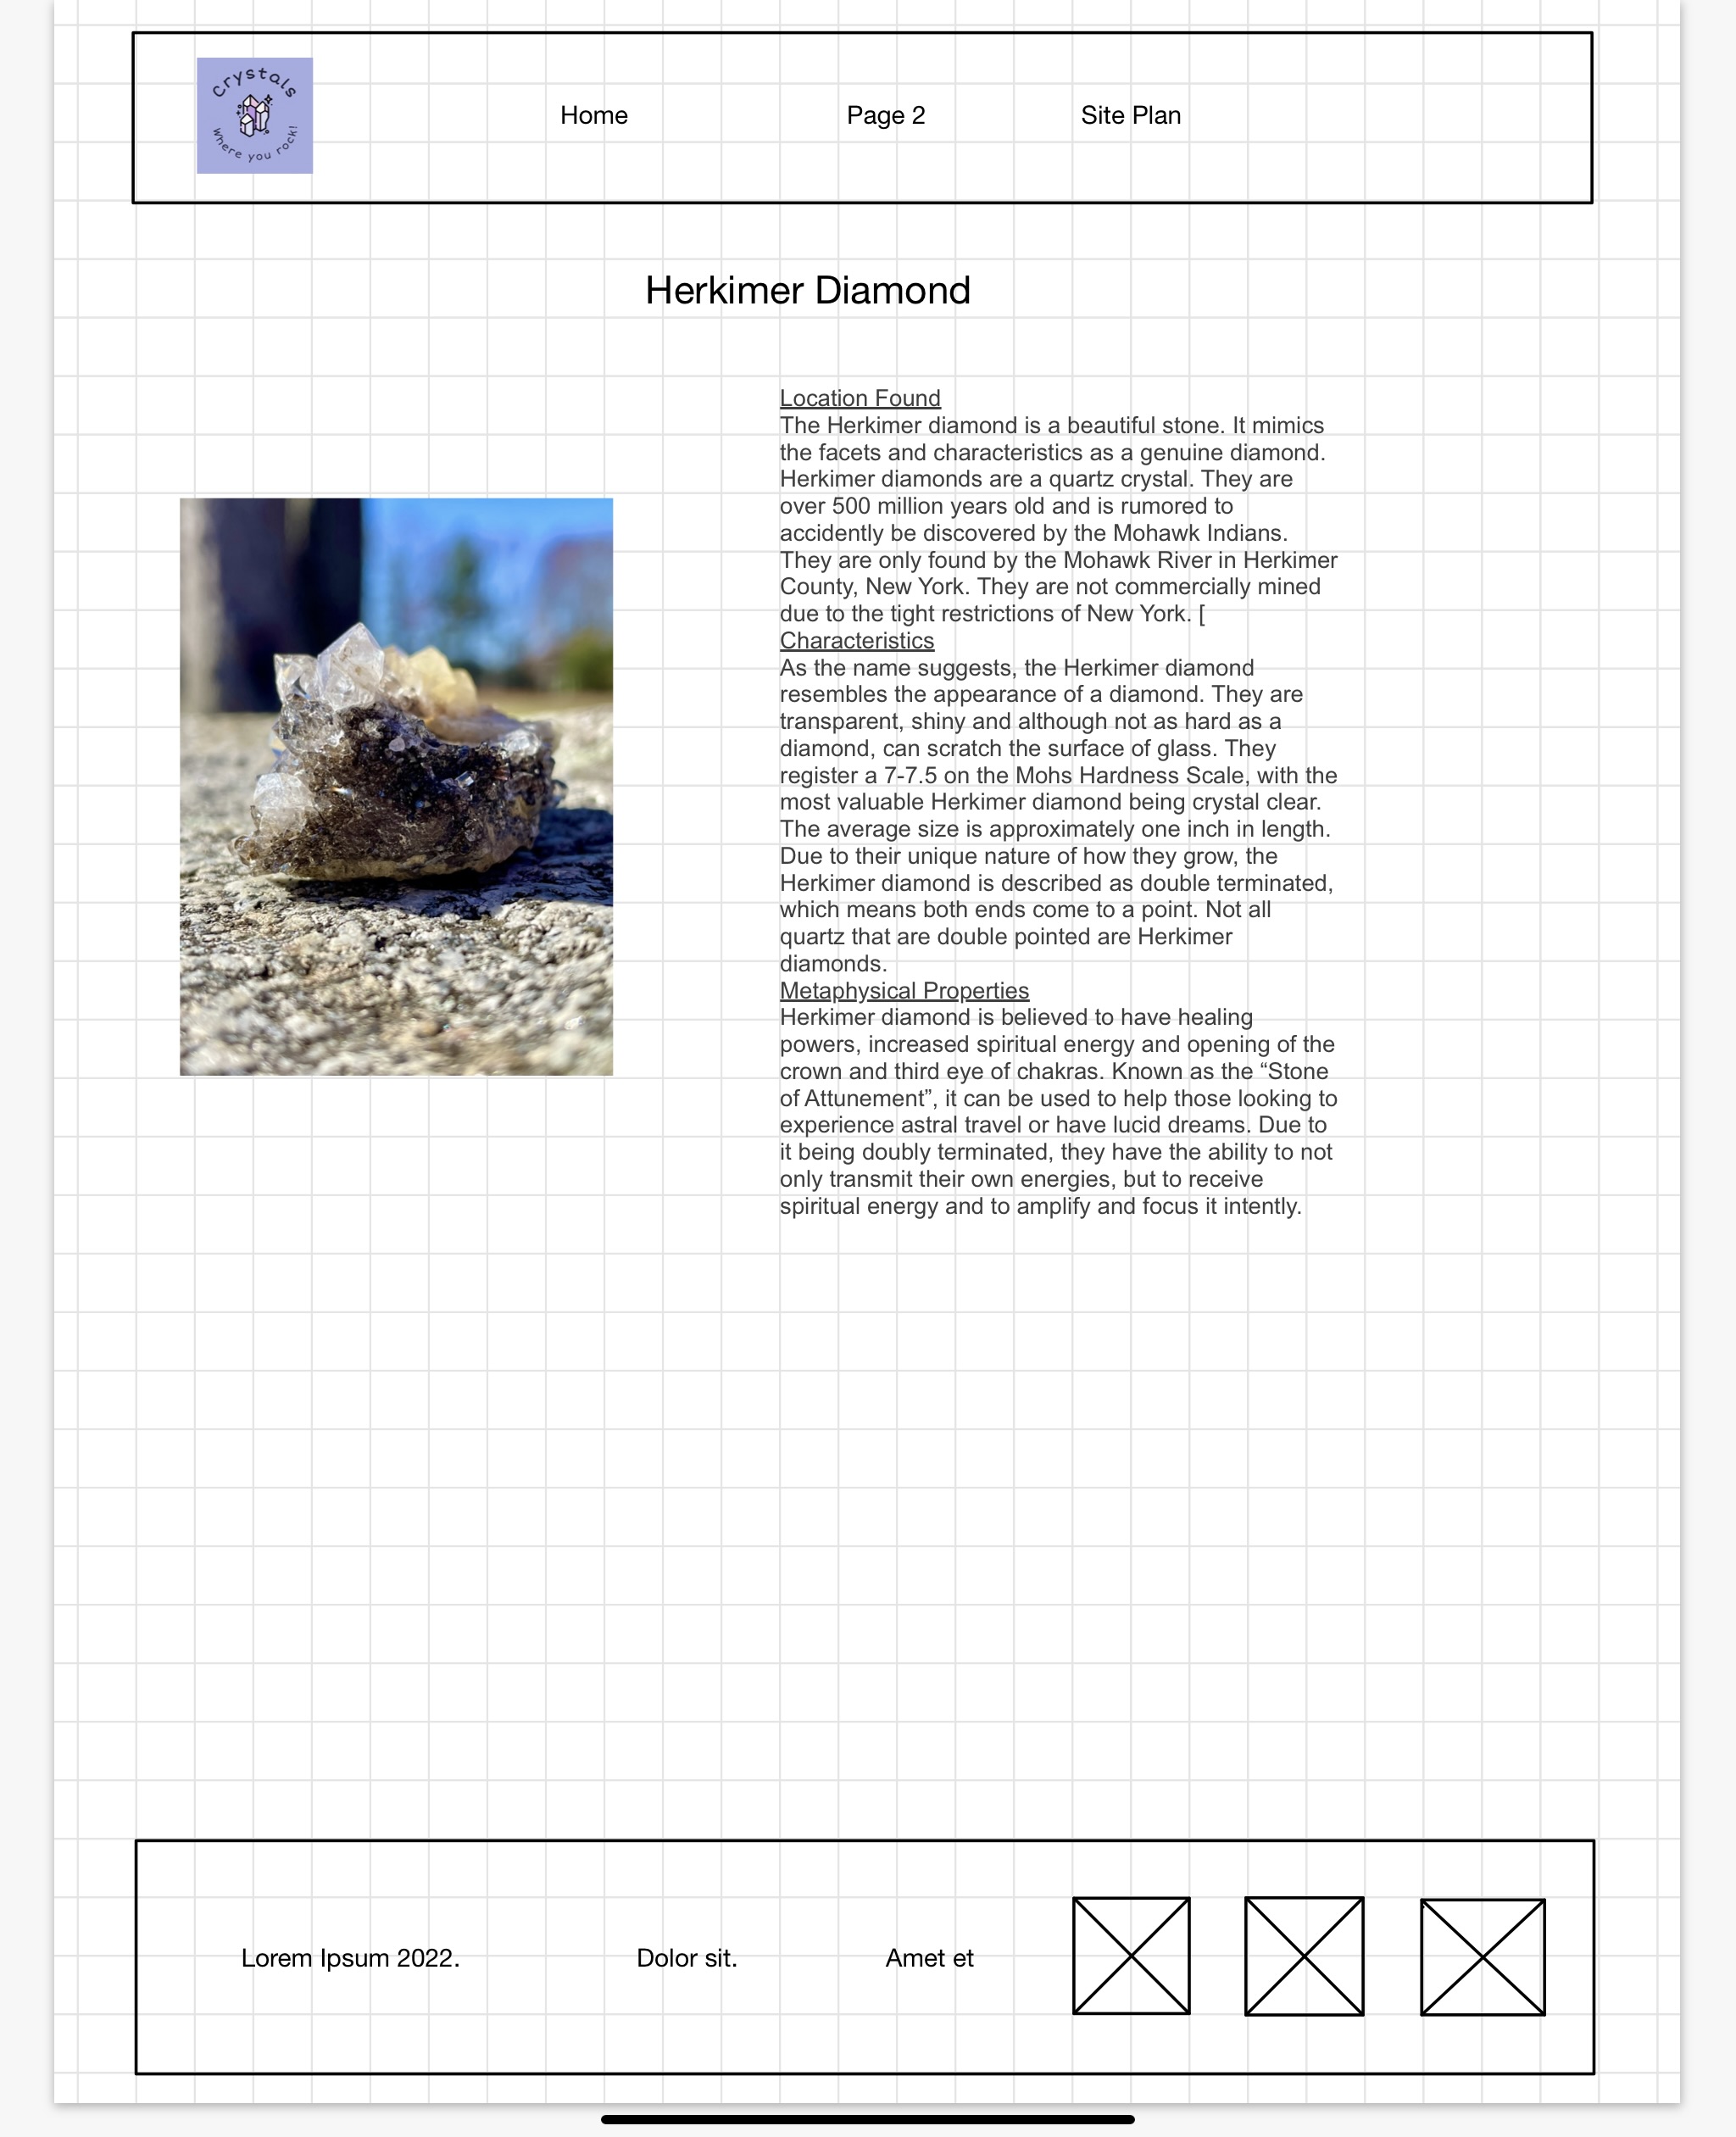 Crystals
Where you rock!
Home Page 2 Site Plan
Herkimer Diamond
Location Found
The Herkimer diamond is a beautiful stone. It mimics
the facets and characteristics as a genuine diamond.
Herkimer diamonds are a quartz crystal. They are
over 500 million years old and is rumored to
accidently be discovered by the Mohawk Indians.
They are only found by the Mohawk River in Herkimer
County, New York. They are not commercially mined
due to the tight restrictions of New York. [
Characteristics
As the name suggests, the Herkimer diamond
resembles the appearance of a diamond. They are
transparent, shiny and although not as hard as a
diamond, can scratch the surface of glass. They
register a 7-7.5 on the Mohs Hardness Scale, with the
most valuable Herkimer diamond being crystal clear.
The average size is approximately one inch in length.
Due to their unique nature of how they grow, the
Herkimer diamond is described as double terminated,
which means both ends come to a point. Not all
quartz that are double pointed are Herkimer
diamonds.
Metaphysical Properties
Herkimer diamond is believed to have healing
powers, increased spiritual energy and opening of the
crown and third eye of chakras. Known as the “Stone
of Attunement”, it can be used to help those looking to
experience astral travel or have lucid dreams. Due to
it being doubly terminated, they have the ability to not
only transmit their own energies, but to receive
spiritual energy and to amplify and focus it intently.
Lorem Ipsum 2022. Dolor sit. Amet et